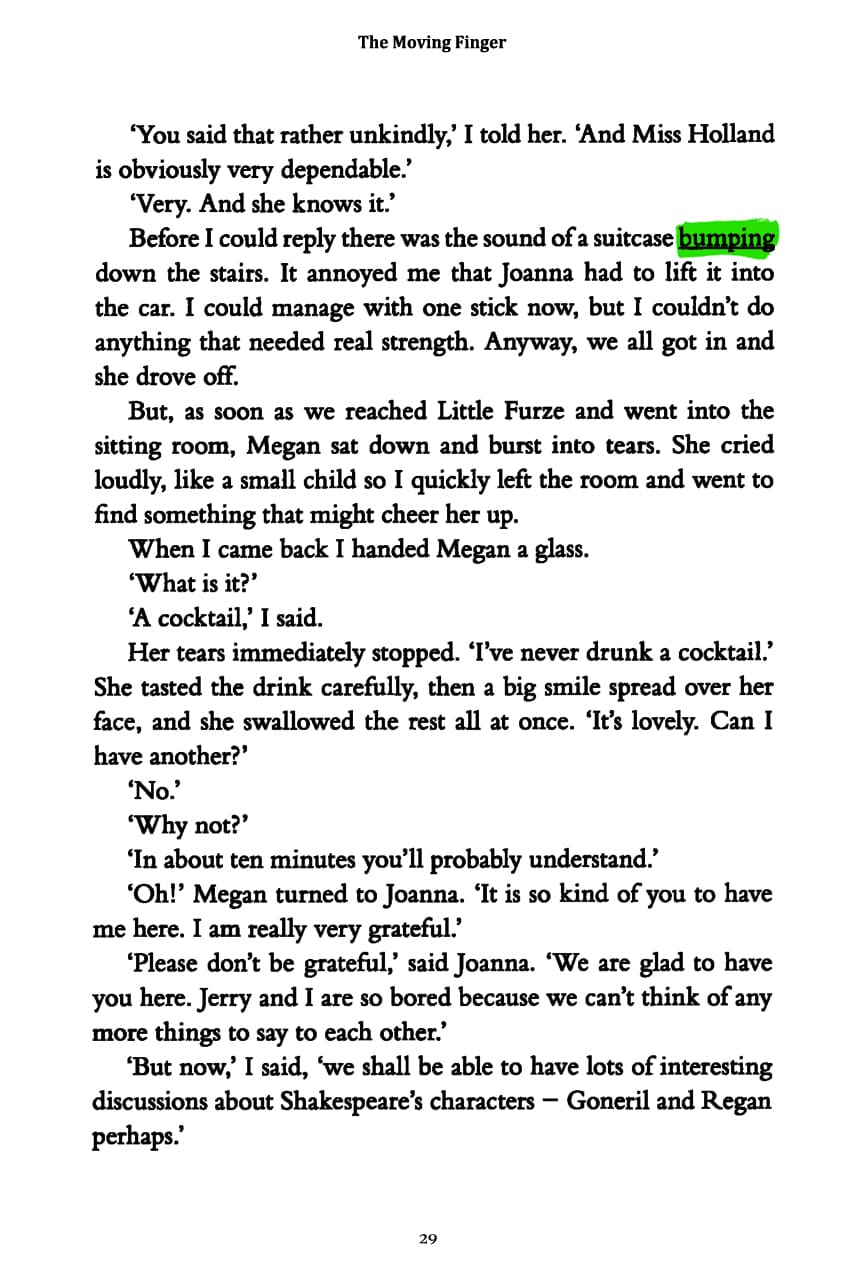 The Moving Finger
‘You said that rather unkindly,’ I told her. ‘And Miss Holland
is obviously very dependable.’
‘Very. And she knows it.’
Before I could reply there was the sound of a suitcase bumping
down the stairs. It annoyed me that Joanna had to lift it into
the car. I could manage with one stick now, but I couldn’t do
anything that needed real strength. Anyway, we all got in and
she drove off.
But, as soon as we reached Little Furze and went into the
sitting room, Megan sat down and burst into tears. She cried
loudly, like a small child so I quickly left the room and went to
find something that might cheer her up.
When I came back I handed Megan a glass.
‘What is it?’
‘A cocktail,’ I said.
Her tears immediately stopped. ‘I’ve never drunk a cocktail.’
She tasted the drink carefully, then a big smile spread over her
face, and she swallowed the rest all at once. ‘It’s lovely. Can I
have another?’
‘No.’
‘Why not?’
‘In about ten minutes you’ll probably understand.’
‘Oh!’ Megan turned to Joanna. ‘It is so kind of you to have
me here. I am really very grateful.’
‘Please don’t be grateful,’ said Joanna. ‘We are glad to have
you here. Jerry and I are so bored because we can’t think of any
more things to say to each other.’
‘But now,’ I said, ‘we shall be able to have lots of interesting
discussions about Shakespeare’s characters – Goneril and Regan
perhaps.’
29